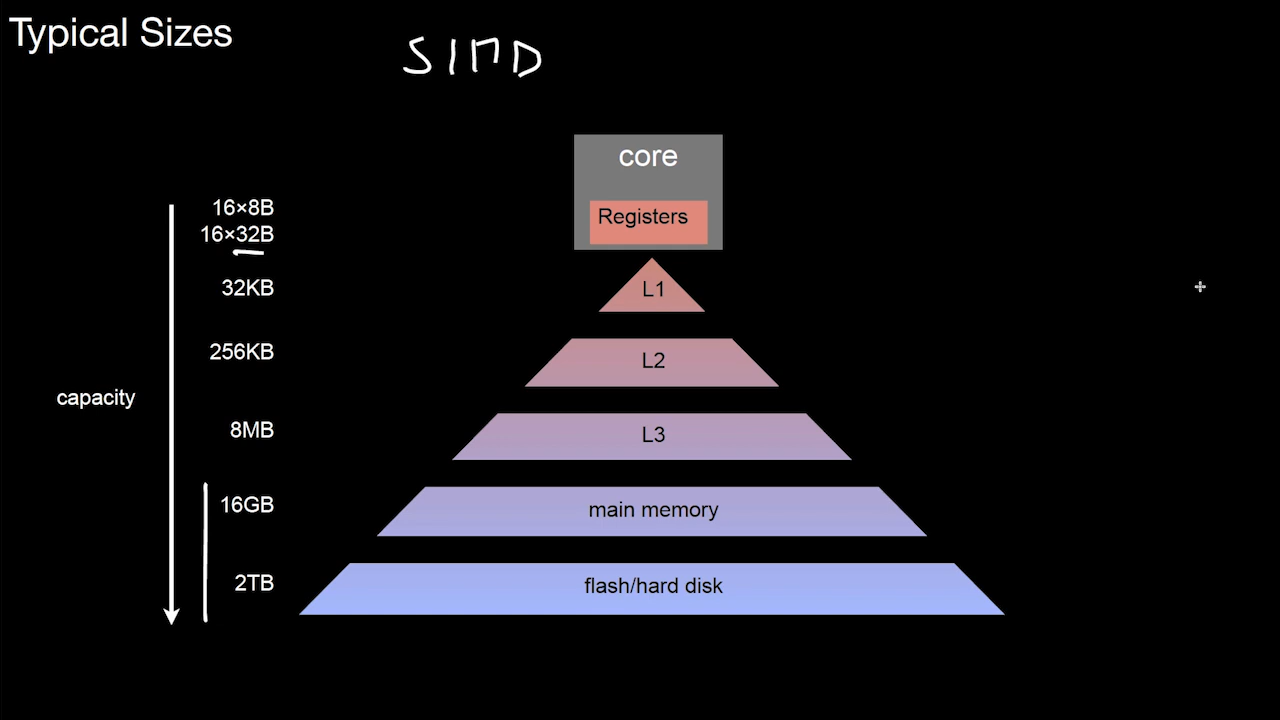 Typical Sizes
SIMD
core
Registers
16×8B
16×32B
32KB
L1
256KB
L2
capacity
8MB
L3
16GB
main memory
2TB
flash/hard disk